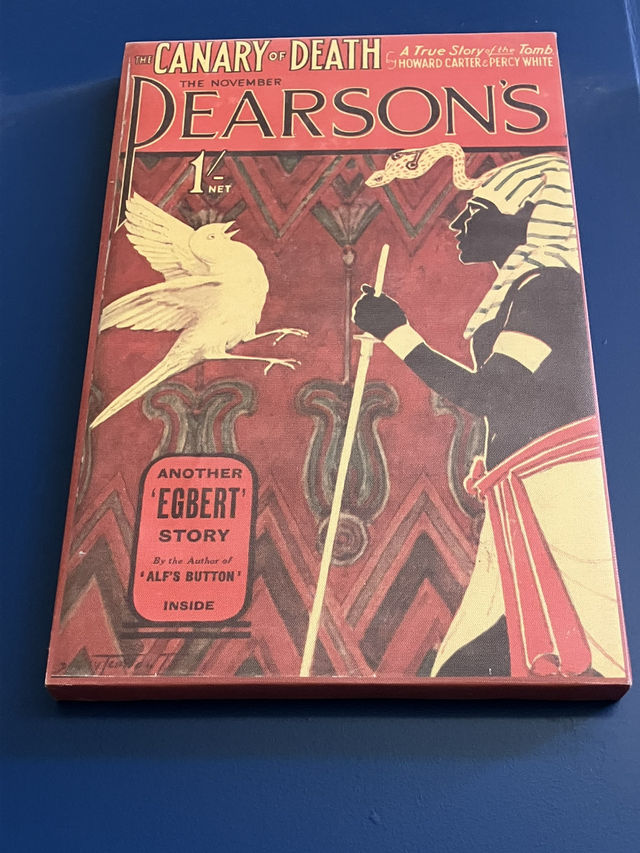 THE CANARY OF DEATH
A True Story of the Tomb
By HOWARD CARTER & PERCY WHITE
THE NOVEMBER
PEARSON'S
1/-
NET
ANOTHER
'EGBERT'
STORY
By the Author of
'ALF'S BUTTON'
INSIDE